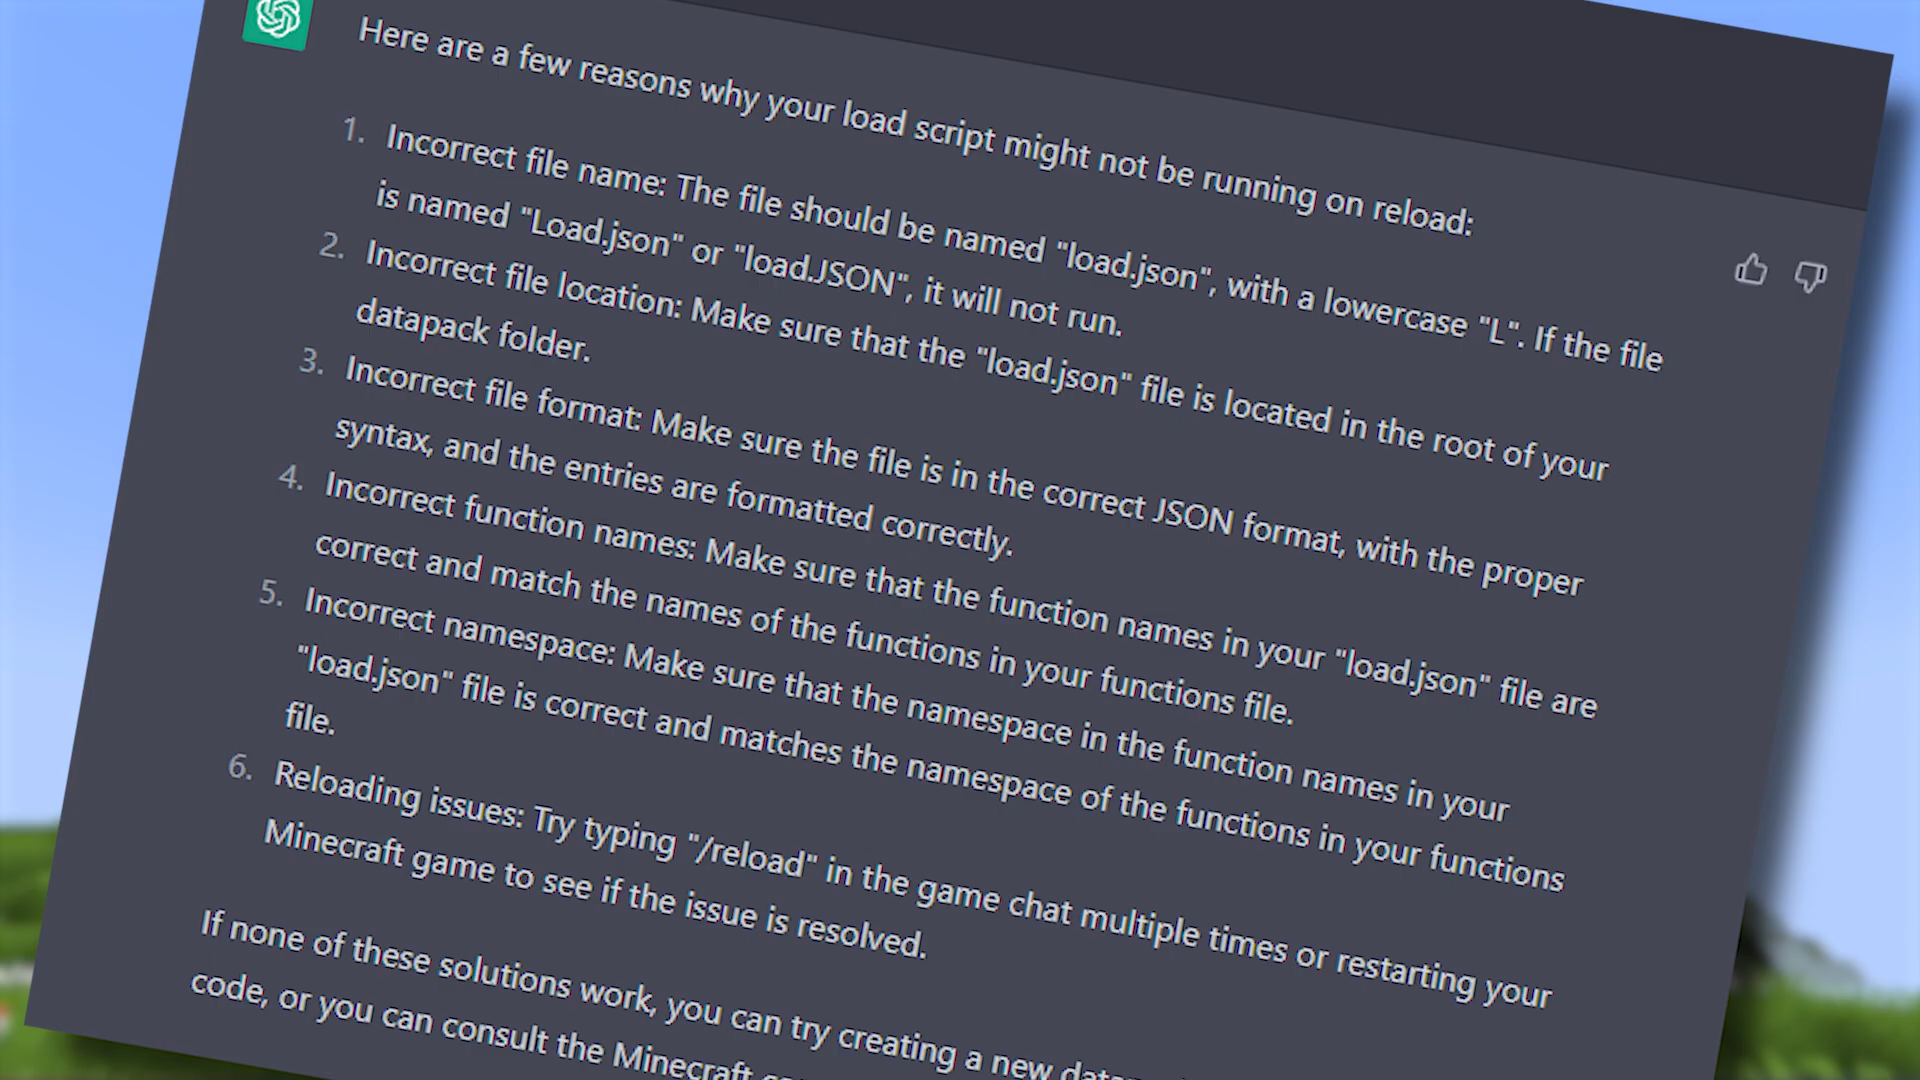 Here are a few reasons why your load script might not be running on reload:
1. Incorrect file name: The file should be named "load.json", with a lowercase "L". If the file
is named "Load.json" or "load.JSON", it will not run.
2. Incorrect file location: Make sure that the "load.json" file is located in the root of your
datapack folder.
3. Incorrect file format: Make sure the file is in the correct JSON format, with the proper
syntax, and the entries are formatted correctly.
4. Incorrect function names: Make sure that the function names in your "load.json" file are
correct and match the names of the functions in your functions file.
5. Incorrect namespace: Make sure that the namespace in the function names in your
"load.json" file is correct and matches the namespace of the functions in your functions
file.
6. Reloading issues: Try typing "/reload" in the game chat multiple times or restarting your
Minecraft game to see if the issue is resolved.
If none of these solutions work, you can try creating a new
code, or you can consult the Minecraft